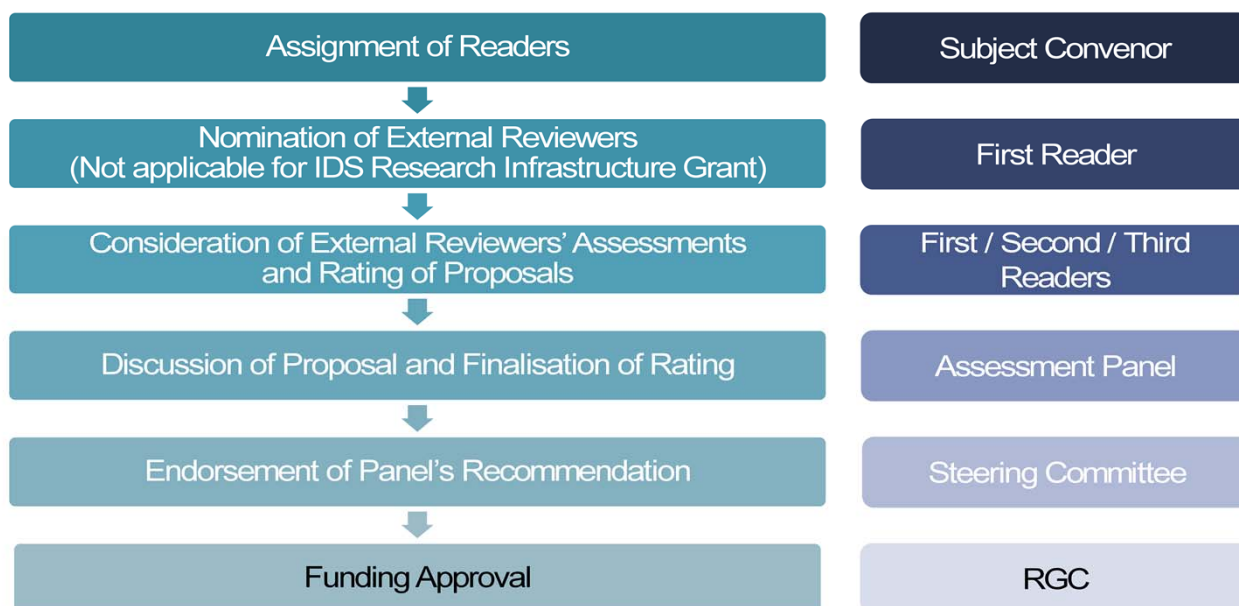 Assignment of Readers
Subject Convenor
Nomination of External Reviewers
(Not applicable for IDS Research Infrastructure Grant)
First Reader
Consideration of External Reviewers' Assessments
and Rating of Proposals
First / Second / Third
Readers
Discussion of Proposal and Finalisation of Rating
Assessment Panel
Endorsement of Panel's Recommendation
Steering Committee
Funding Approval
RGC